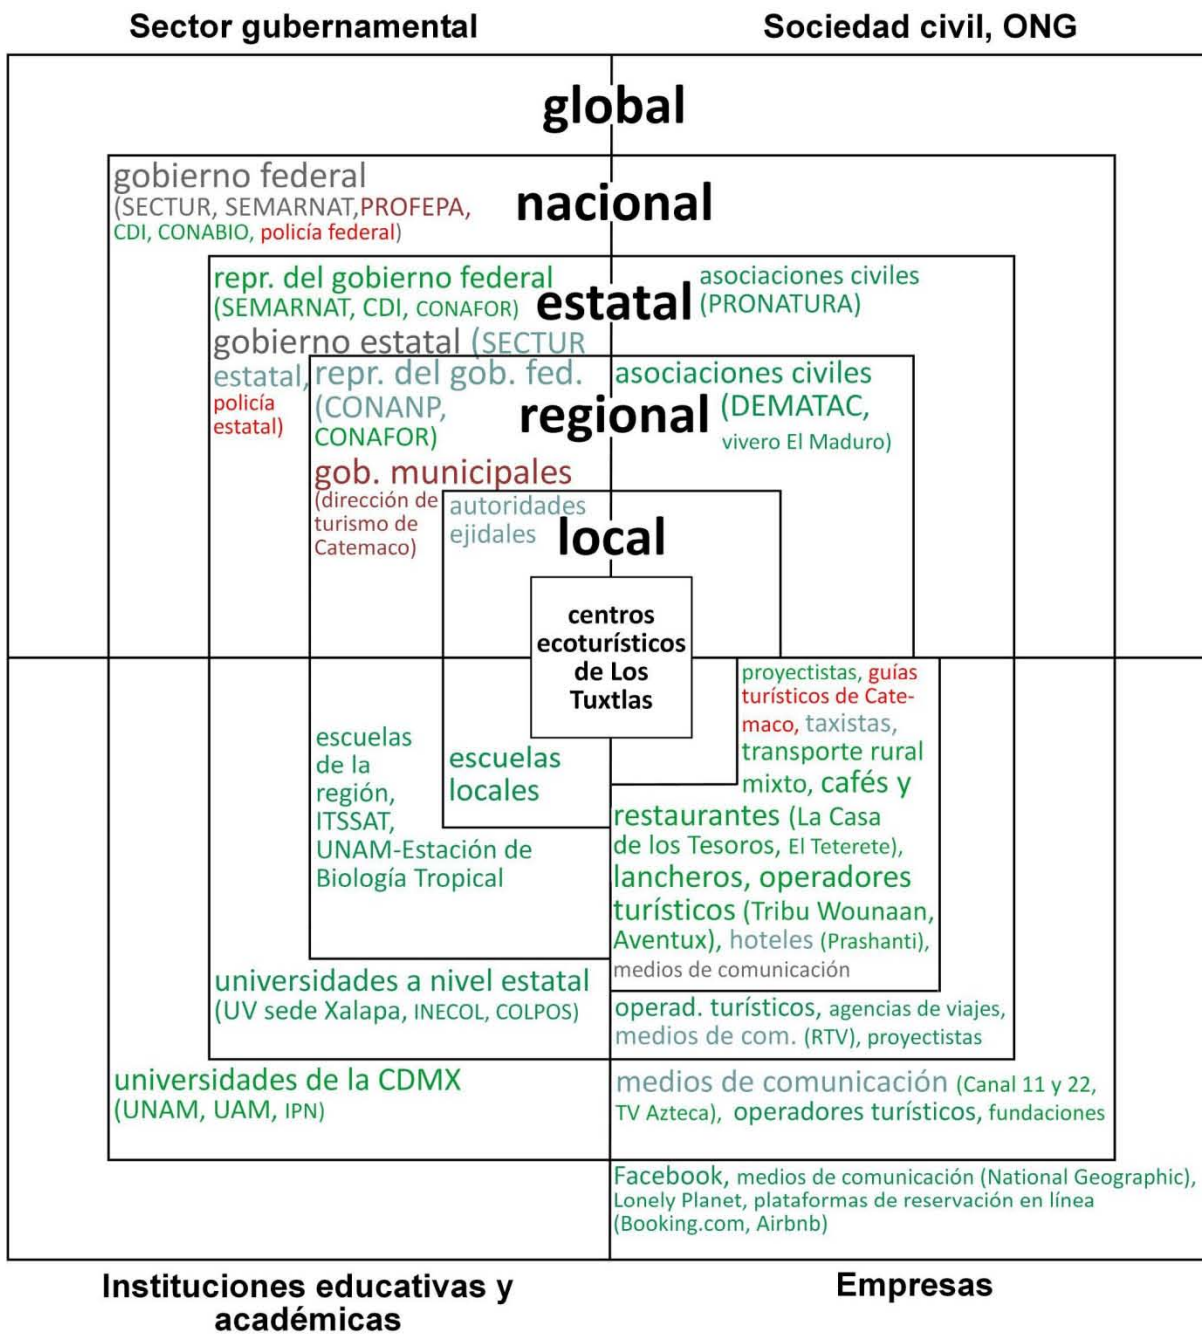 Sector gubernamental
Sociedad civil, ONG
global
nacional
gobierno federal
(SECTUR, SEMARNAT,PROFEPA,
CDI, CONABIO, policía federal)
estatal
repr. del gobierno federal
(SEMARNAT, CDI, CONAFOR)
gobierno estatal (SECTUR
estatal,
policía
estatal)
asociaciones civiles
(PRONATURA)
regional
repr. del gob. fed.
(CONANP,
CONAFOR)
gob. municipales
(dirección de
turismo de
Catemaco)
asociaciones civiles
(DEMATAC,
vivero El Maduro)
local
autoridades
ejidales
centros
ecoturísticos
de Los
Tuxtlas
escuelas
locales
escuelas
de la
región,
ITSSAT,
UNAM-Estación de
Biología Tropical
universidades a nivel estatal
(UV sede Xalapa, INECOL, COLPOS)
universidades de la CDMX
(UNAM, UAM, IPN)
proyectistas, guías
turísticos de Cate-
maco, taxistas,
transporte rural
mixto, cafés y
restaurantes (La Casa
de los Tesoros, El Teterete),
lancheros, operadores
turísticos (Tribu Wounaan,
Aventux), hoteles (Prashanti),
medios de comunicación
operad. turísticos, agencias de viajes,
medios de com. (RTV), proyectistas
medios de comunicación (Canal 11 y 22,
TV Azteca), operadores turísticos, fundaciones
Facebook, medios de comunicación (National Geographic),
Lonely Planet, plataformas de reservación en línea
(Booking.com, Airbnb)
Instituciones educativas y
académicas
Empresas